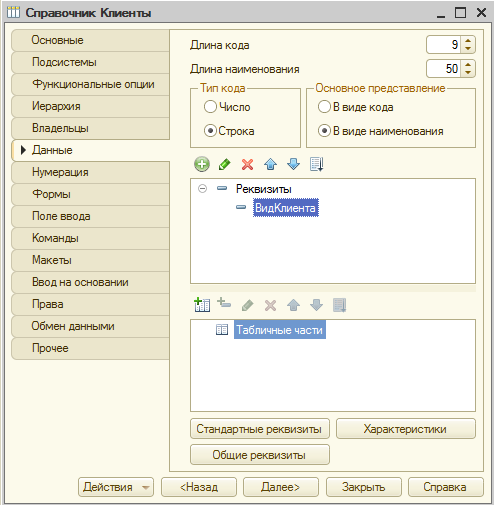 Справочник Клиенты
Основные
Подсистемы
Функциональные опции
Иерархия
Владельцы
Данные
Нумерация
Формы
Поле ввода
Команды
Макеты
Ввод на основании
Права
Обмен данными
Прочее
Длина кода 9
Длина наименования 50
Тип кода
Число
Строка
Основное представление
В виде кода
В виде наименования
Реквизиты
ВидКлиента
Табличные части
Стандартные реквизиты Характеристики
Общие реквизиты
Действия <Назад Далее> Закрыть Справка